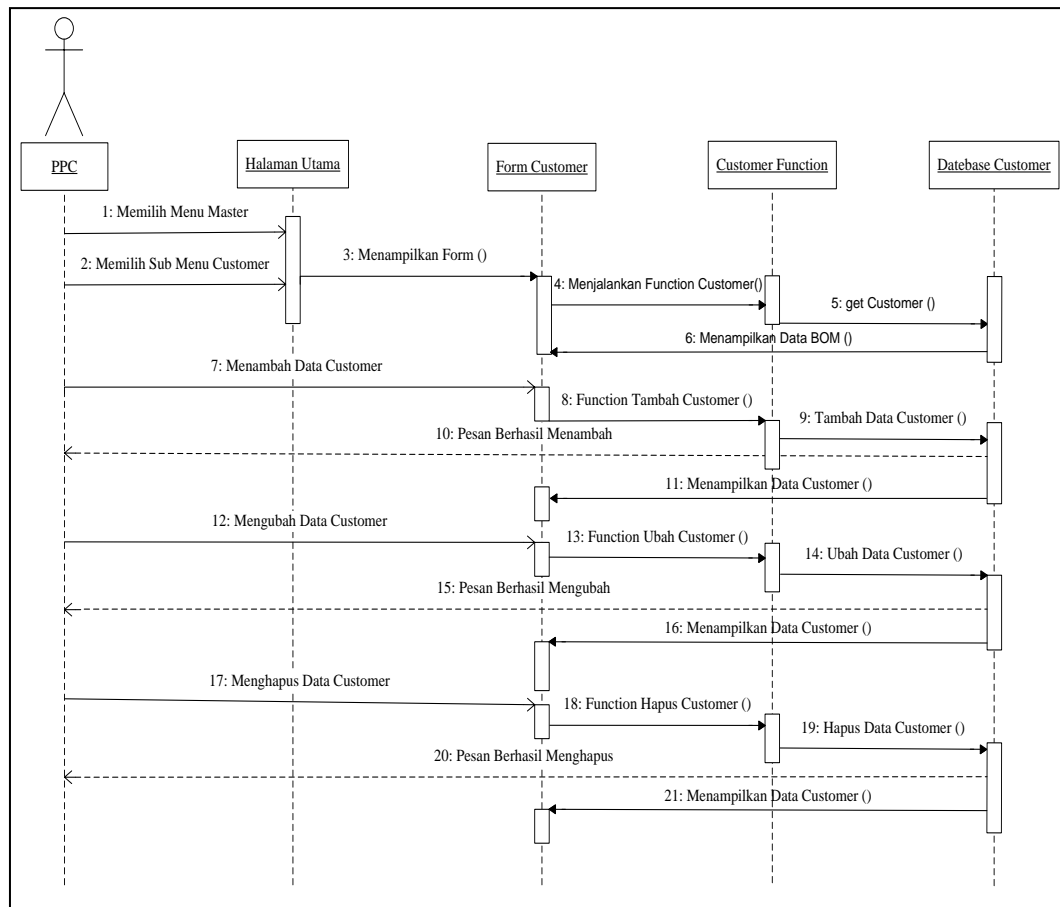 PPC
Halaman Utama
Form Customer
Customer Function
Datebase Customer
1: Memilih Menu Master
2: Memilih Sub Menu Customer
3: Menampilkan Form ()
4: Menjalankan Function Customer()
5: get Customer ()
6: Menampilkan Data BOM ()
7: Menambah Data Customer
8: Function Tambah Customer ()
9: Tambah Data Customer ()
10: Pesan Berhasil Menambah
11: Menampilkan Data Customer ()
12: Mengubah Data Customer
13: Function Ubah Customer ()
14: Ubah Data Customer ()
15: Pesan Berhasil Mengubah
16: Menampilkan Data Customer ()
17: Menghapus Data Customer
18: Function Hapus Customer ()
19: Hapus Data Customer ()
20: Pesan Berhasil Menghapus
21: Menampilkan Data Customer ()